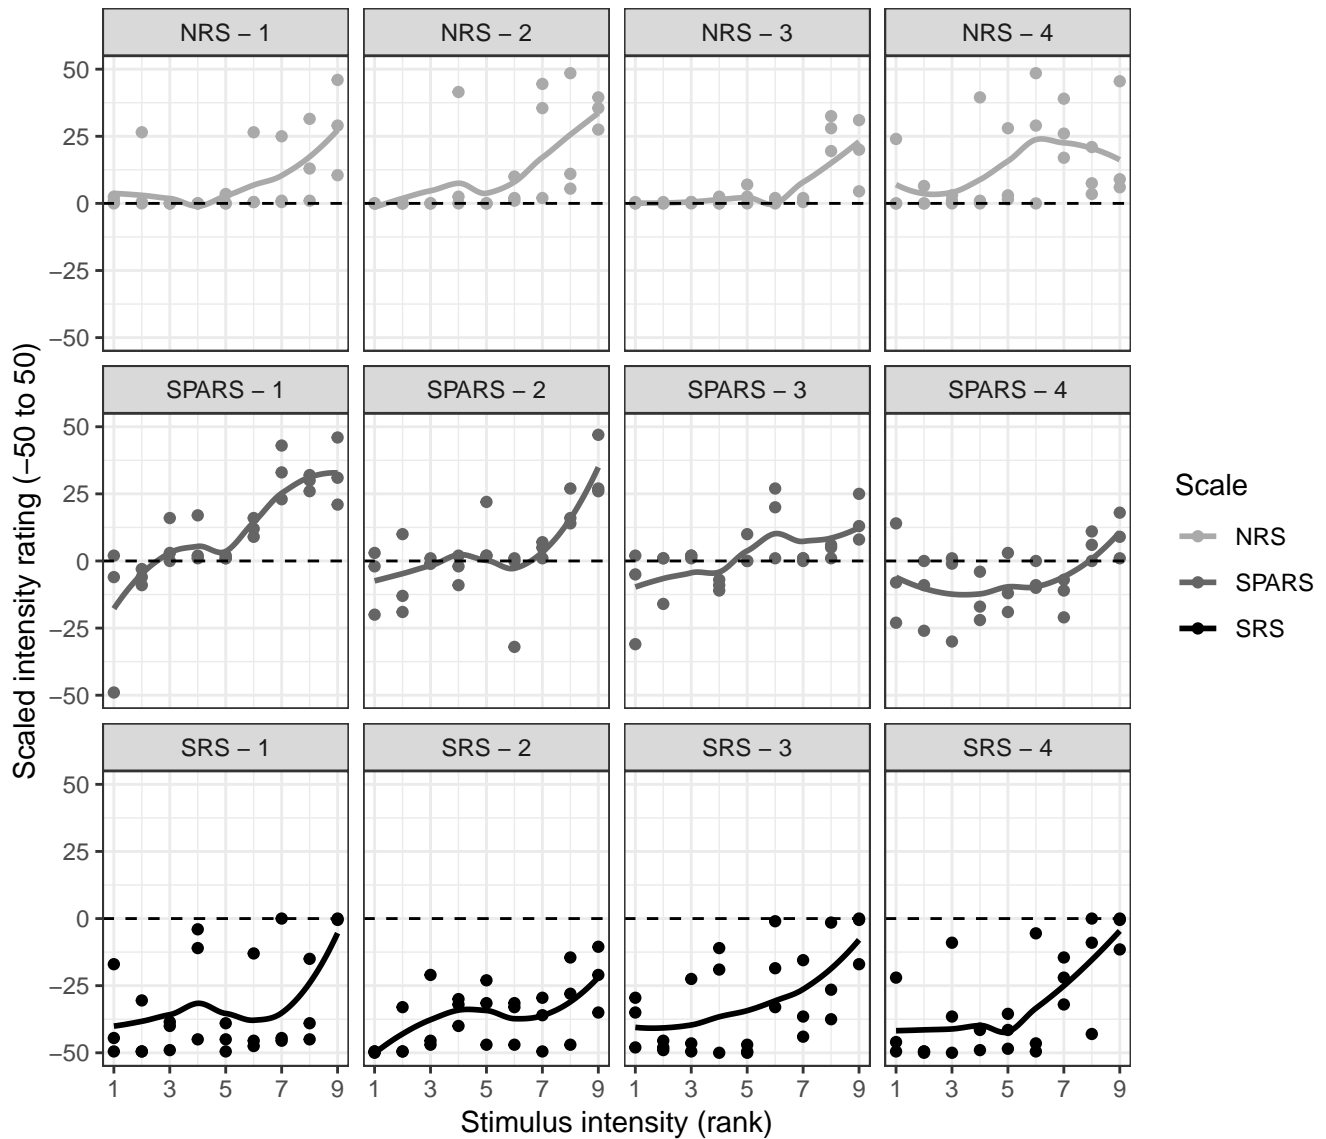 NRS – 1
NRS – 2
NRS – 3
NRS – 4
50
25
0
−25
−50
SPARS – 1
SPARS – 2
SPARS – 3
SPARS – 4
50
25
0
−25
−50
SRS – 1
SRS – 2
SRS – 3
SRS – 4
50
25
0
−25
−50
1 3 5 7 9 1 3 5 7 9 1 3 5 7 9 1 3 5 7 9
Stimulus intensity (rank)
Scaled intensity rating (−50 to 50)
Scale
NRS
SPARS
SRS